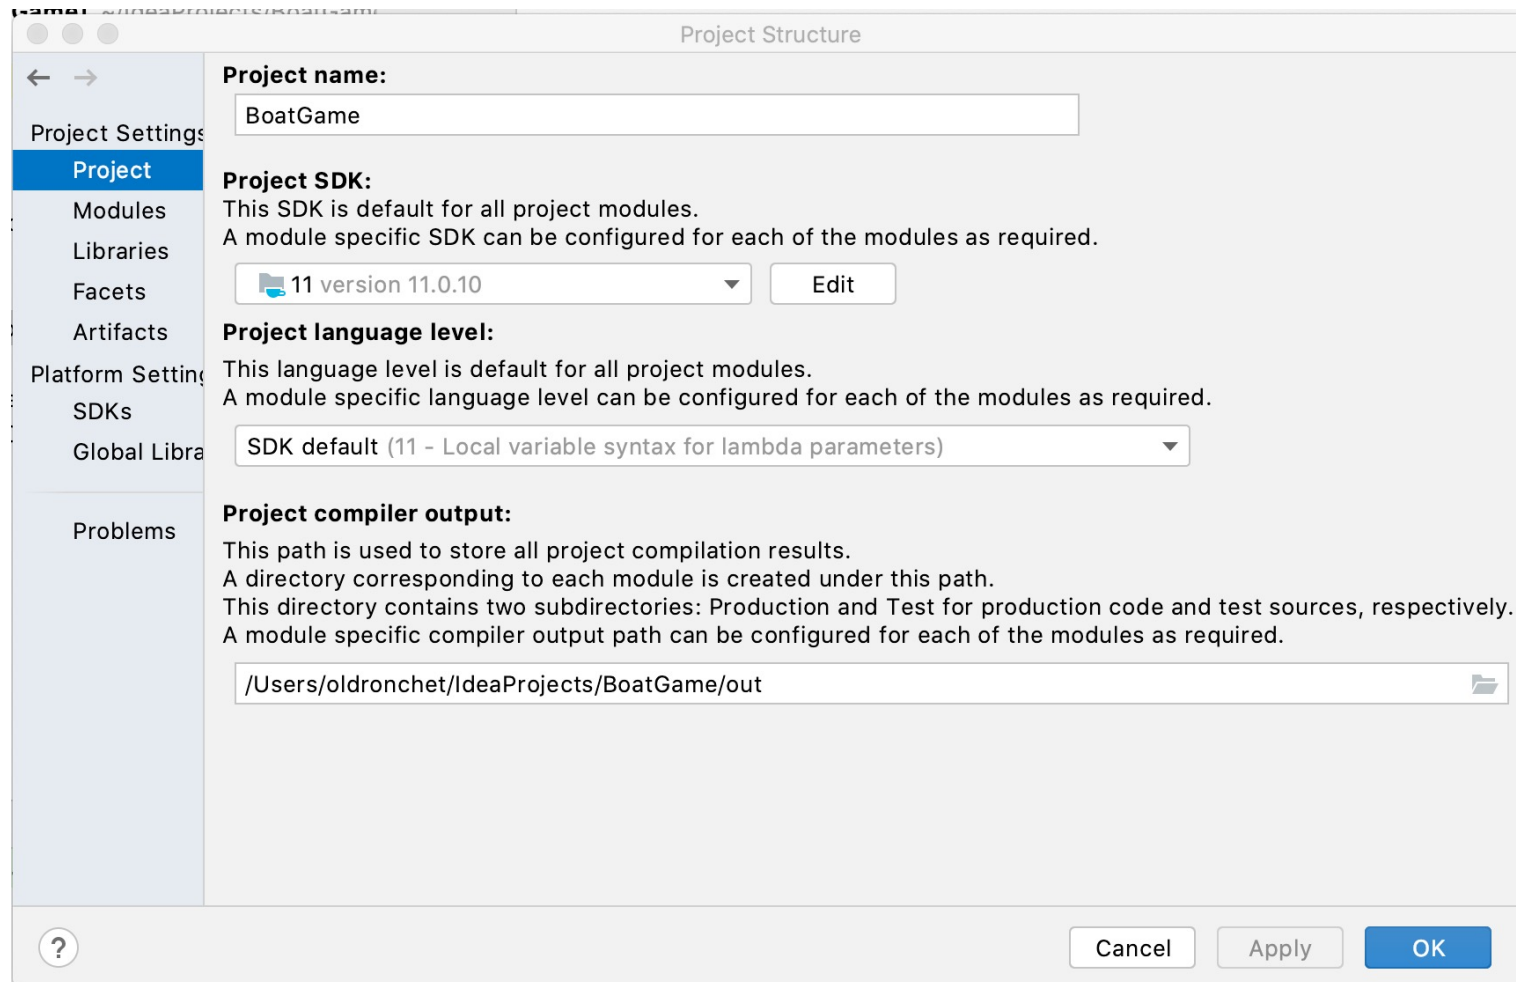 Project Structure
Project name:
BoatGame
Project Settings
Project
Modules
Libraries
Facets
Artifacts
Platform Setting
SDKs
Global Libra
Problems
Project SDK:
This SDK is default for all project modules.
A module specific SDK can be configured for each of the modules as required.
11 version 11.0.10
Edit
Project language level:
This language level is default for all project modules.
A module specific language level can be configured for each of the modules as required.
SDK default (11 - Local variable syntax for lambda parameters)
Project compiler output:
This path is used to store all project compilation results.
A directory corresponding to each module is created under this path.
This directory contains two subdirectories: Production and Test for production code and test sources, respectively.
A module specific compiler output path can be configured for each of the modules as required.
/Users/oldronchet/IdeaProjects/BoatGame/out
?
Cancel
Apply
OK